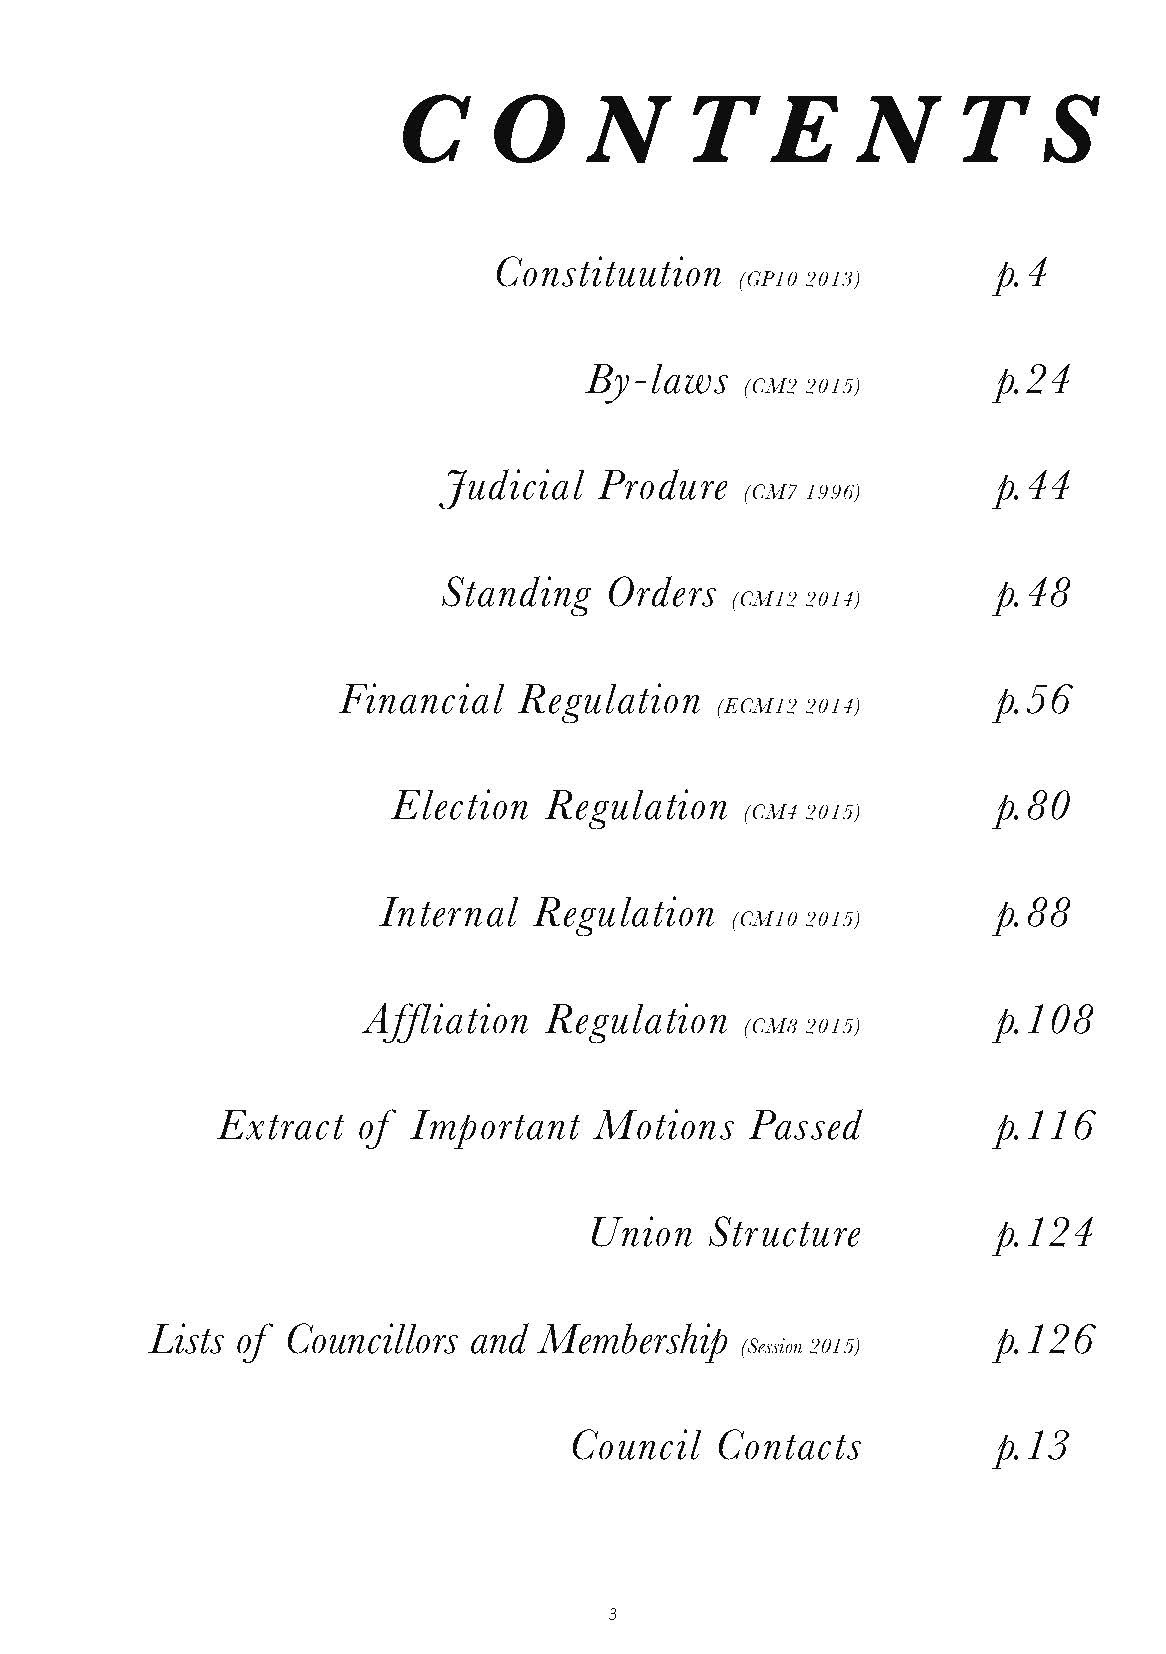 CONTENTS
Constituution (GP10 2013) p.4
By-laws (CM2 2015) p.24
Judicial Produre (CM7 1996) p.44
Standing Orders (CM12 2014) p.48
Financial Regulation (ECM12 2014) p.56
Election Regulation (CM4 2015) p.80
Internal Regulation (CM10 2015) p.88
Affliation Regulation (CM8 2015) p.108
Extract of Important Motions Passed p.116
Union Structure p.124
Lists of Councillors and Membership (Session 2015) p.126
Council Contacts p.13
3